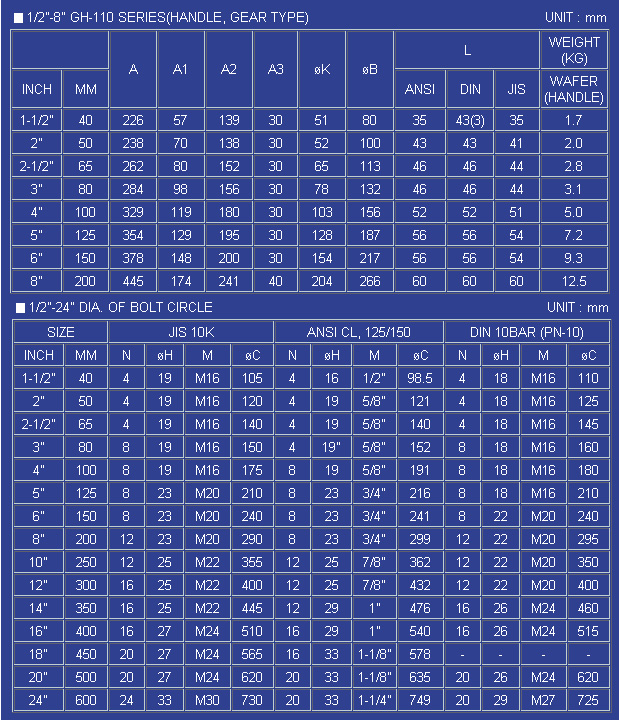 ■ 1/2"-8" GH-110 SERIES(HANDLE, GEAR TYPE) UNIT : mm
A A1 A2 A3 øK øB L WEIGHT (KG)
INCH MM ANSI DIN JIS WAFER (HANDLE)
1-1/2" 40 226 57 139 30 51 80 35 43(3) 35 1.7
2" 50 238 70 138 30 52 100 43 43 41 2.0
2-1/2" 65 262 80 152 30 65 113 46 46 44 2.8
3" 80 284 98 156 30 78 132 46 46 44 3.1
4" 100 329 119 180 30 103 156 52 52 51 5.0
5" 125 354 129 195 30 128 187 56 56 54 7.2
6" 150 378 148 200 30 154 217 56 56 54 9.3
8" 200 445 174 241 40 204 266 60 60 60 12.5
■ 1/2"-24" DIA. OF BOLT CIRCLE UNIT : mm
SIZE JIS 10K ANSI CL, 125/150 DIN 10BAR (PN-10)
INCH MM N øH M øC N øH M øC N øH M øC
1-1/2" 40 4 19 M16 105 4 16 1/2" 98.5 4 18 M16 110
2" 50 4 19 M16 120 4 19 5/8" 121 4 18 M16 125
2-1/2" 65 4 19 M16 140 4 19 5/8" 140 4 18 M16 145
3" 80 8 19 M16 150 4 19" 5/8" 152 8 18 M16 160
4" 100 8 19 M16 175 8 19 5/8" 191 8 18 M16 180
5" 125 8 23 M20 210 8 23 3/4" 216 8 18 M16 210
6" 150 8 23 M20 240 8 23 3/4" 241 8 22 M20 240
8" 200 12 23 M20 290 8 23 3/4" 299 12 22 M20 295
10" 250 12 25 M22 355 12 25 7/8" 362 12 22 M20 350
12" 300 16 25 M22 400 12 25 7/8" 432 12 22 M20 400
14" 350 16 25 M22 445 12 29 1" 476 16 26 M24 460
16" 400 16 27 M24 510 16 29 1" 540 16 26 M24 515
18" 450 20 27 M24 565 16 33 1-1/8" 578 - - - -
20" 500 20 27 M24 620 20 33 1-1/8" 635 20 26 M24 620
24" 600 24 33 M30 730 20 33 1-1/4" 749 20 29 M27 725